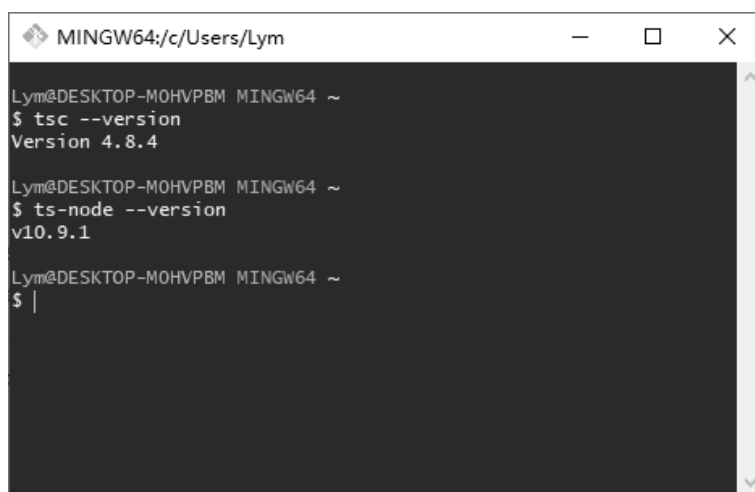 MINGW64:/c/Users/Lym
Lym@DESKTOP-MOHVPBM MINGW64 ~
$ tsc --version
Version 4.8.4
Lym@DESKTOP-MOHVPBM MINGW64 ~
$ ts-node --version
v10.9.1
Lym@DESKTOP-MOHVPBM MINGW64 ~
$